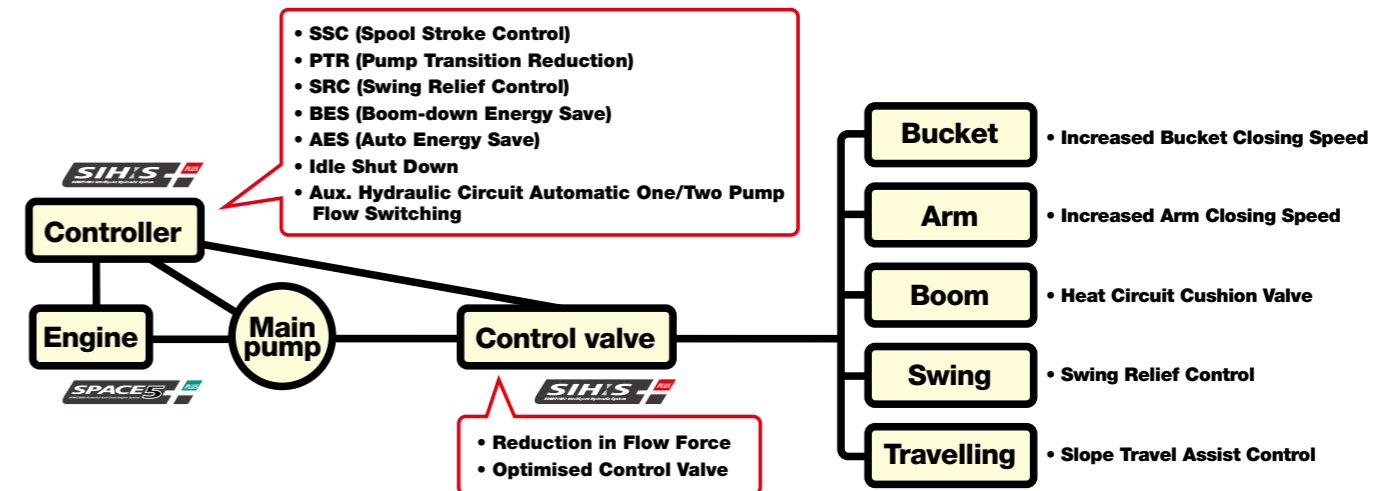 • SSC (Spool Stroke Control)
• PTR (Pump Transition Reduction)
• SRC (Swing Relief Control)
• BES (Boom-down Energy Save)
• AES (Auto Energy Save)
• Idle Shut Down
• Aux. Hydraulic Circuit Automatic One/Two Pump
Flow Switching
SIH:S PLUS
Controller
Engine
SPACE5 PLUS
Main
pump
Control valve
SIH:S PLUS
• Reduction in Flow Force
• Optimised Control Valve
Bucket
• Increased Bucket Closing Speed
Arm
• Increased Arm Closing Speed
Boom
• Heat Circuit Cushion Valve
Swing
• Swing Relief Control
Travelling
• Slope Travel Assist Control